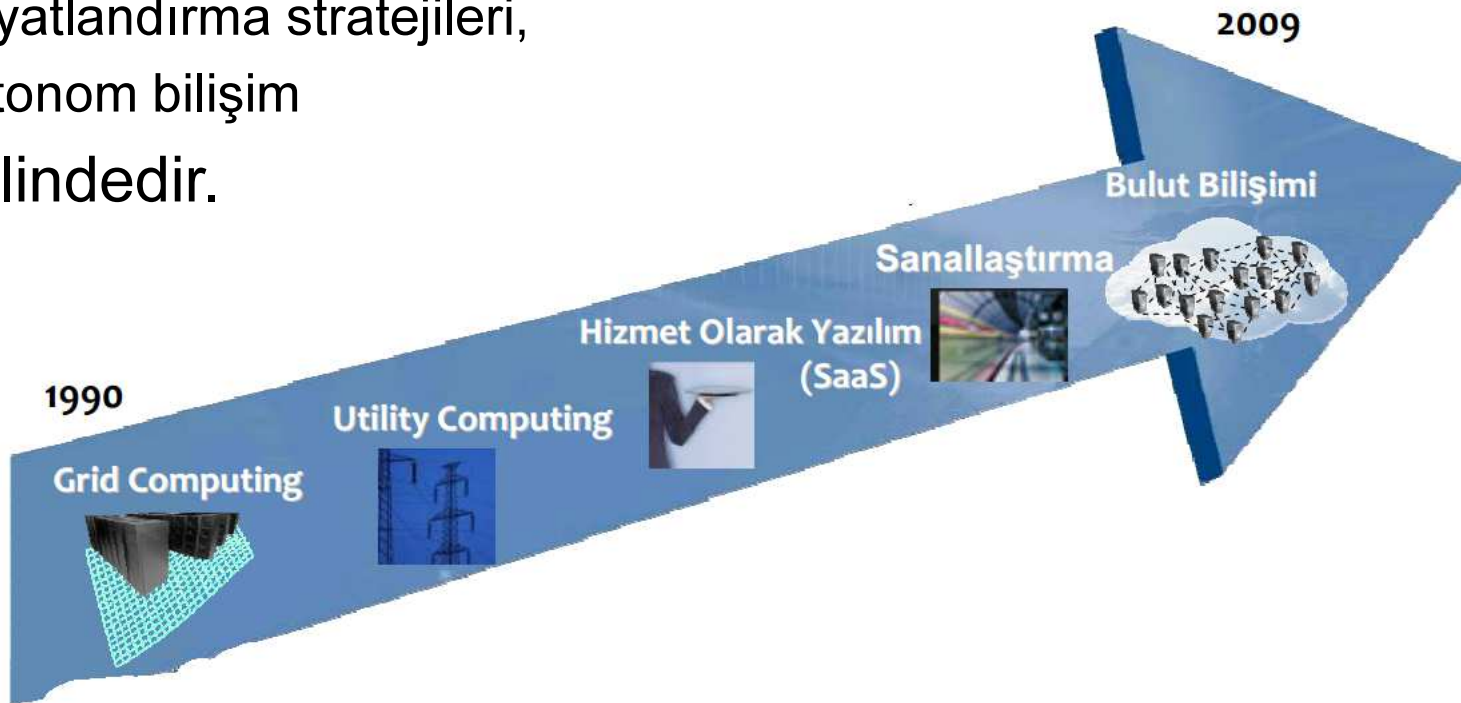 yatlandırma stratejileri,
tonom bilişim
lindedir.
2009
Bulut Bilişimi
Sanallaştırma
Hizmet Olarak Yazılım
(SaaS)
1990
Utility Computing
Grid Computing